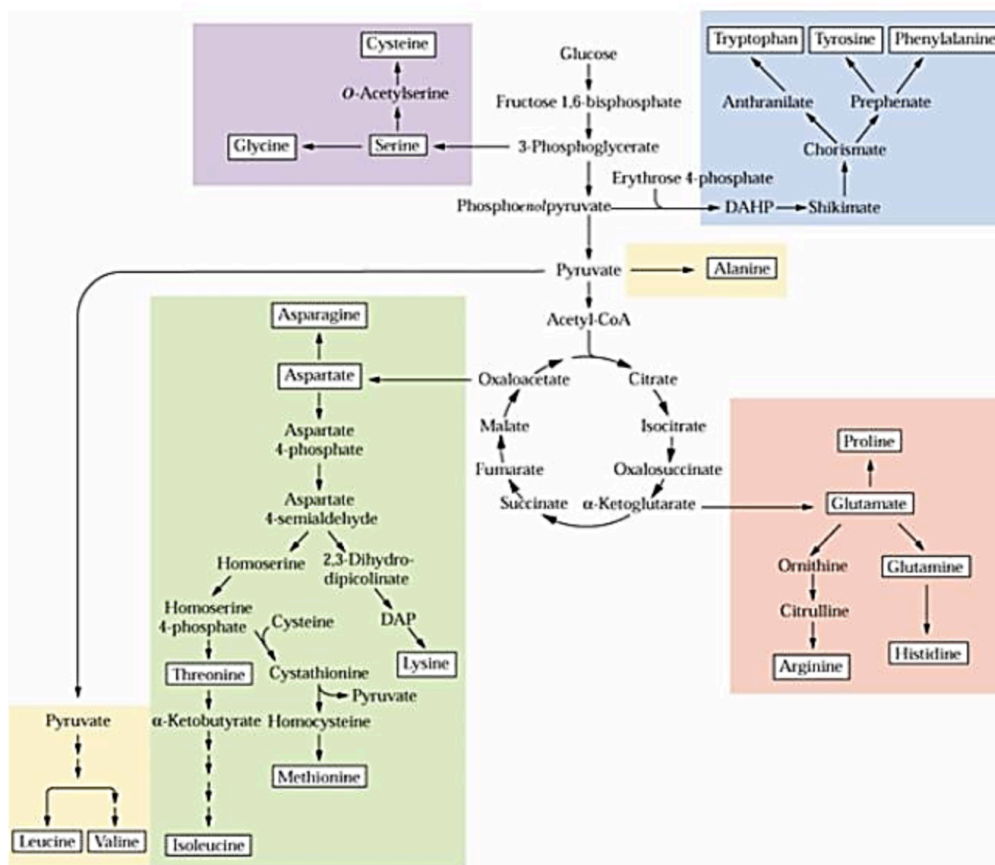 Cysteine
O-Acetylserine
Glycine
Serine
Glucose
Fructose 1,6-bisphosphate
3-Phosphoglycerate
Phosphoenolpyruvate
Erythrose 4-phosphate
DAHP
Shikimate
Chorismate
Anthranilate
Prephenate
Tryptophan
Tyrosine
Phenylalanine
Pyruvate
Alanine
Acetyl-CoA
Oxaloacetate
Citrate
Isocitrate
Oxalosuccinate
α-Ketoglutarate
Succinate
Fumarate
Malate
Asparagine
Aspartate
Aspartate
4-phosphate
Aspartate
4-semialdehyde
Homoserine
2,3-Dihydro-
dipicolinate
Homoserine
4-phosphate
Cysteine
DAP
Threonine
Cystathionine
Lysine
Pyruvate
α-Ketobutyrate
Homocysteine
Methionine
Isoleucine
Proline
Glutamate
Ornithine
Glutamine
Citrulline
Arginine
Histidine
Pyruvate
Leucine
Valine